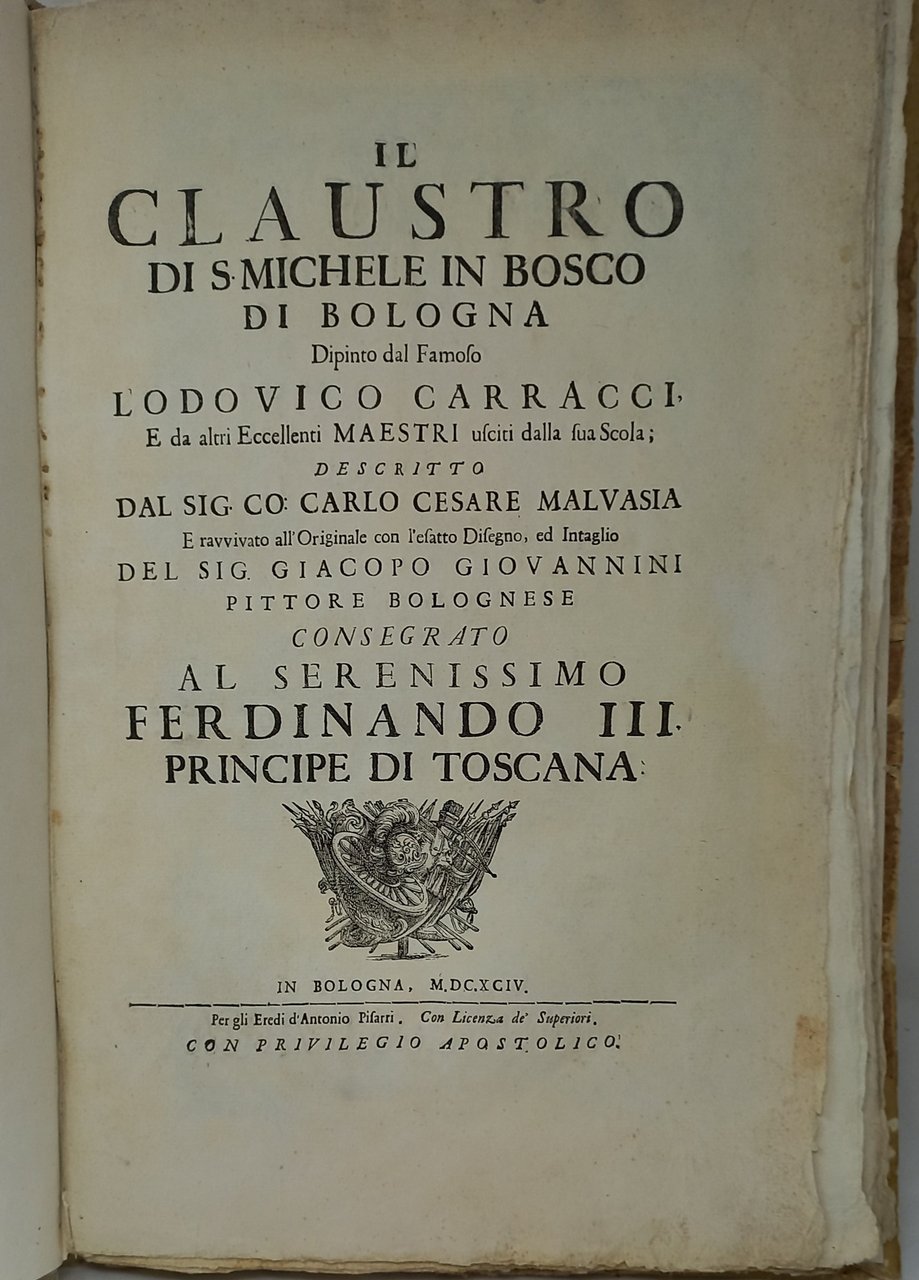 IL
CLAUSTRO
DI S. MICHELE IN BOSCO
DI BOLOGNA
Dipinto dal Famoſo
LODOVICO CARRACCI,
E da altri Eccellenti MAESTRI uſciti dalla ſua Scola;
DESCRITTO
DAL SIG. CO: CARLO CESARE MALVASIA
E ravvivato all'Originale con l'eſatto Diſegno, ed Intaglio
DEL SIG. GIACOPO GIOVANNINI
PITTORE BOLOGNESE
CONSEGRATO
AL SERENISSIMO
FERDINANDO III.
PRINCIPE DI TOSCANA.
IN BOLOGNA, M.DC.XCIV.
Per gli Eredi d'Antonio Piſarri. Con Licenza de' Superiori.
CON PRIVILEGIO APOSTOLICO.